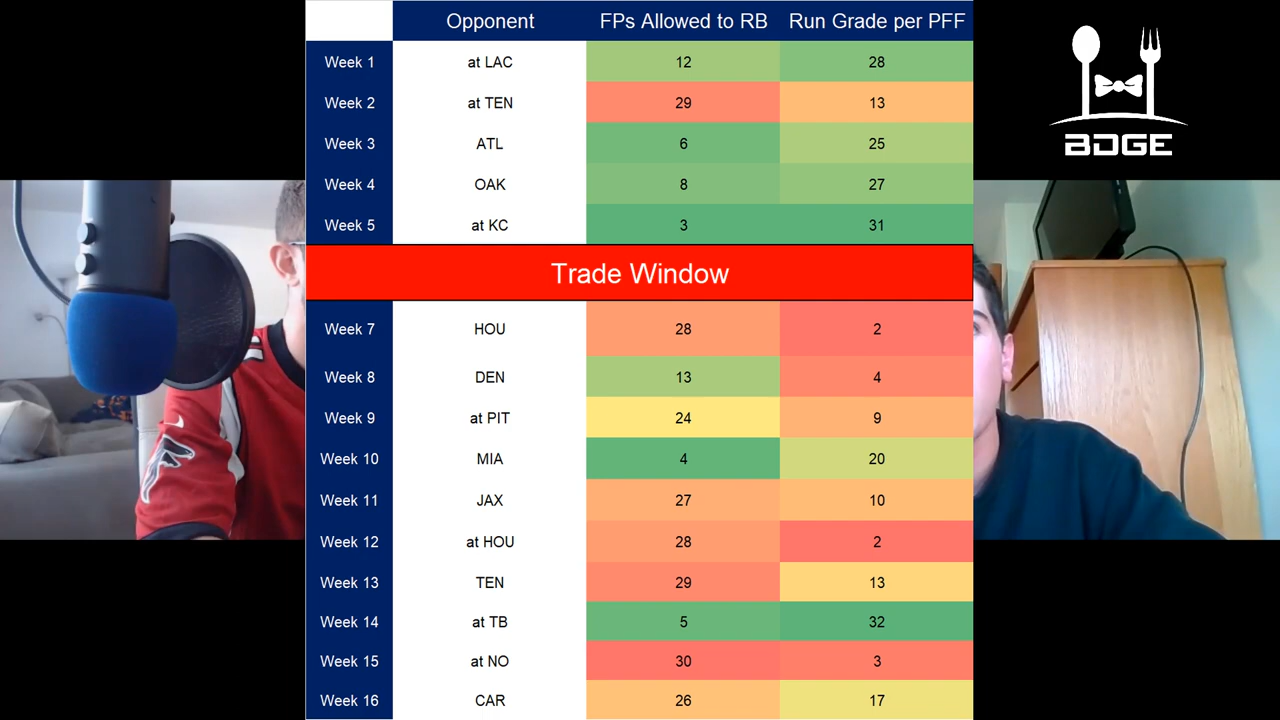 Opponent FPs Allowed to RB Run Grade per PFF
Week 1 at LAC 12 28
Week 2 at TEN 29 13
Week 3 ATL 6 25
Week 4 OAK 8 27
Week 5 at KC 3 31
Trade Window
Week 7 HOU 28 2
Week 8 DEN 13 4
Week 9 at PIT 24 9
Week 10 MIA 4 20
Week 11 JAX 27 10
Week 12 at HOU 28 2
Week 13 TEN 29 13
Week 14 at TB 5 32
Week 15 at NO 30 3
Week 16 CAR 26 17
BDGE